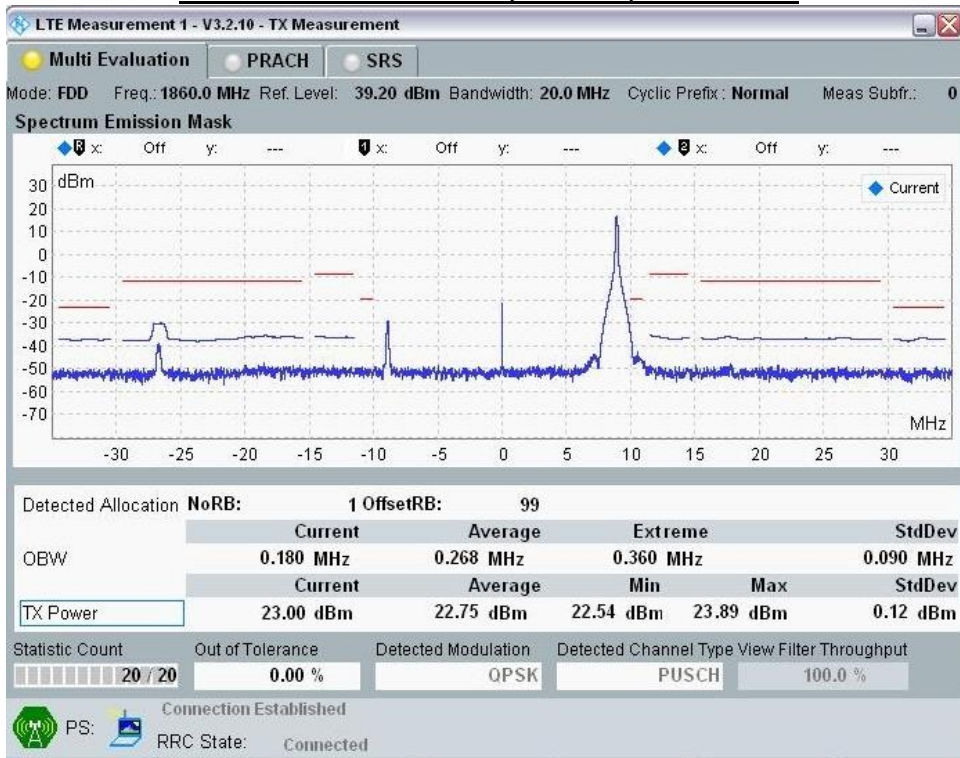 LTE Measurement 1 - V3.2.10 - TX Measurement
Multi Evaluation PRACH SRS
Mode: FDD Freq.: 1860.0 MHz Ref. Level: 39.20 dBm Bandwidth: 20.0 MHz Cyclic Prefix: Normal Meas Subfr.: 0
Spectrum Emission Mask
R x: Off y: --- 1 x: Off y: --- 2 x: Off y: ---
dBm
Current
30
20
10
0
-10
-20
-30
-40
-50
-60
-70
MHz
-30 -25 -20 -15 -10 -5 0 5 10 15 20 25 30
Detected Allocation NoRB: 1 OffsetRB: 99
Current Average Extreme StdDev
OBW 0.180 MHz 0.268 MHz 0.360 MHz 0.090 MHz
Current Average Min Max StdDev
TX Power 23.00 dBm 22.75 dBm 22.54 dBm 23.89 dBm 0.12 dBm
Statistic Count Out of Tolerance Detected Modulation Detected Channel Type View Filter Throughput
20 / 20 0.00 % QPSK PUSCH 100.0 %
Connection Established
PS:
RRC State: Connected